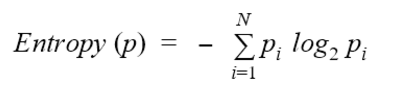 Entropy (p) = − ∑_{i=1}^{N} p_i log_2 p_i